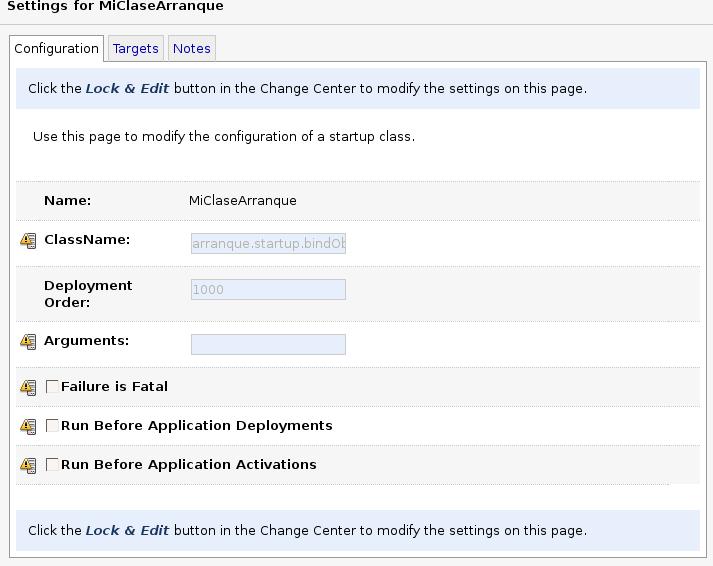 Settings for MiClaseArranque
Configuration Targets Notes
Click the Lock & Edit button in the Change Center to modify the settings on this page.
Use this page to modify the configuration of a startup class.
Name: MiClaseArranque
ClassName: arranque.startup.bindOb
Deployment
Order: 1000
Arguments:
Failure is Fatal
Run Before Application Deployments
Run Before Application Activations
Click the Lock & Edit button in the Change Center to modify the settings on this page.